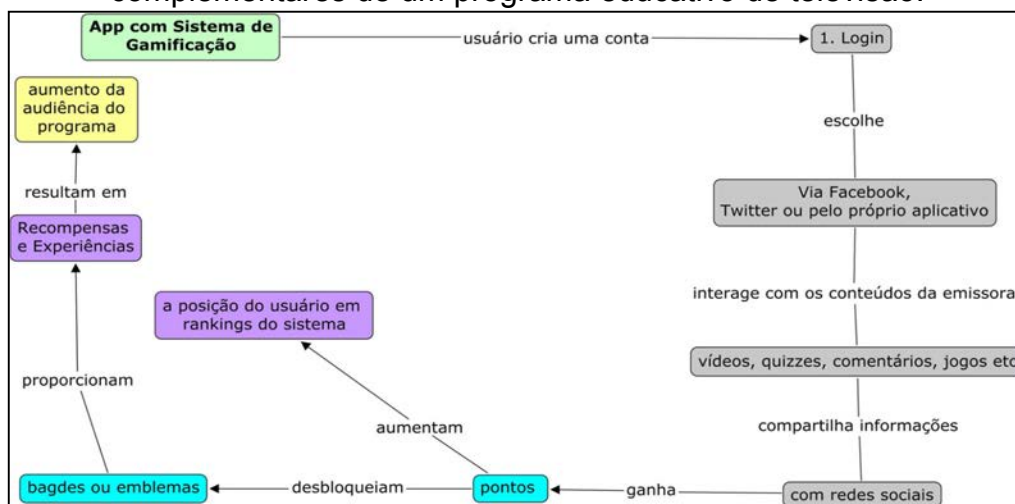 complementares de um programa educativo de televisão.
App com Sistema de
Gamificação
usuário cria uma conta
1. Login
escolhe
Via Facebook,
Twitter ou pelo próprio aplicativo
interage com os conteúdos da emissora
vídeos, quizzes, comentários, jogos etc
compartilha informações
com redes sociais
ganha
pontos
aumentam
a posição do usuário em
rankings do sistema
desbloqueiam
bagdes ou emblemas
proporcionam
Recompensas
e Experiências
resultam em
aumento da
audiência do
programa